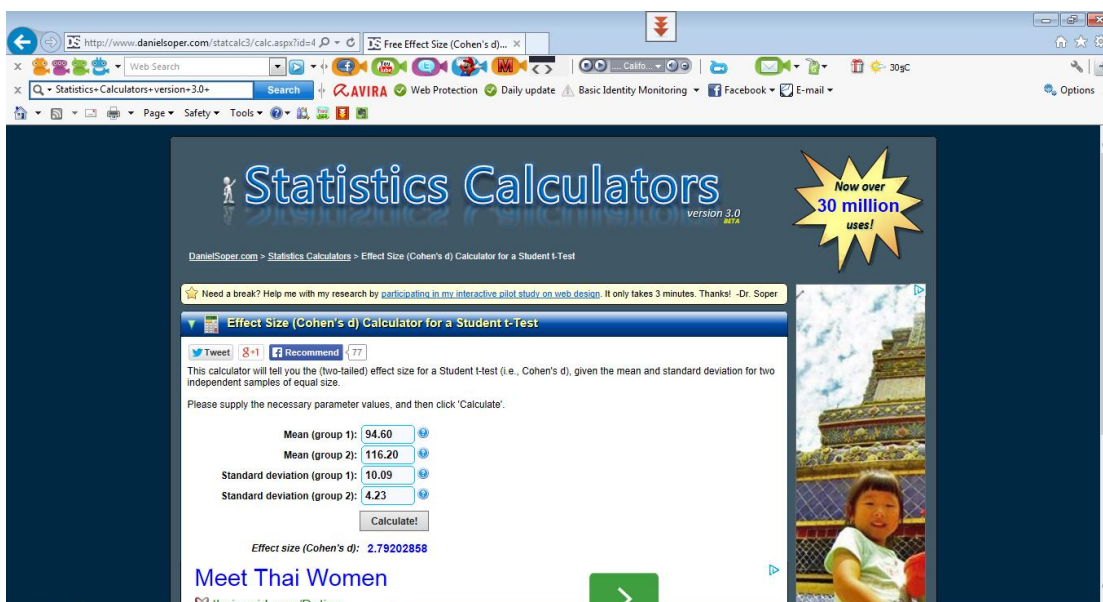 http://www.danielsoper.com/statcalc3/calc.aspx?id=4
Free Effect Size (Cohen's d)...
Web Search
.... Califo...
30°C
Statistics+Calculators+version+3.0+
Search
AVIRA
Web Protection
Daily update
Basic Identity Monitoring
Facebook
E-mail
Options
Page
Safety
Tools
Statistics Calculators
version 3.0
BETA
Now over
30 million
uses!
DanielSoper.com > Statistics Calculators > Effect Size (Cohen's d) Calculator for a Student t-Test
Need a break? Help me with my research by participating in my interactive pilot study on web design. It only takes 3 minutes. Thanks! -Dr. Soper
Effect Size (Cohen's d) Calculator for a Student t-Test
Tweet
g+1
Recommend
77
This calculator will tell you the (two-tailed) effect size for a Student t-test (i.e., Cohen's d), given the mean and standard deviation for two
independent samples of equal size.
Please supply the necessary parameter values, and then click 'Calculate'.
Mean (group 1): 94.60
Mean (group 2): 116.20
Standard deviation (group 1): 10.09
Standard deviation (group 2): 4.23
Calculate!
Effect size (Cohen's d): 2.79202858
Meet Thai Women